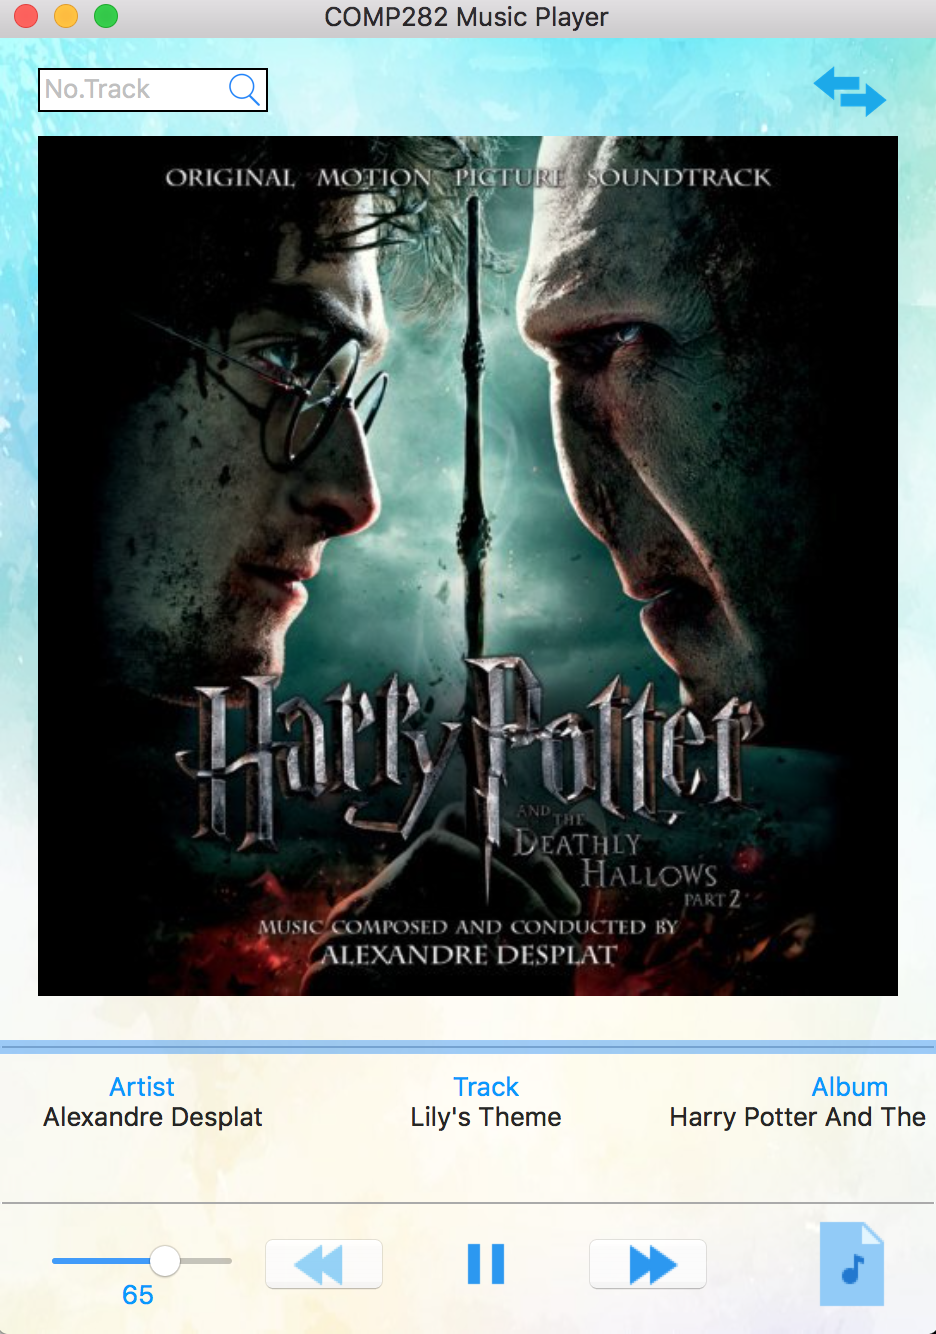 COMP282 Music Player
No.Track
ORIGINAL MOTION PICTURE SOUNDTRACK
Harry Potter
AND THE
DEATHLY
HALLOWS
PART 2
MUSIC COMPOSED AND CONDUCTED BY
ALEXANDRE DESPLAT
Artist Track Album
Alexandre Desplat Lily's Theme Harry Potter And The
65